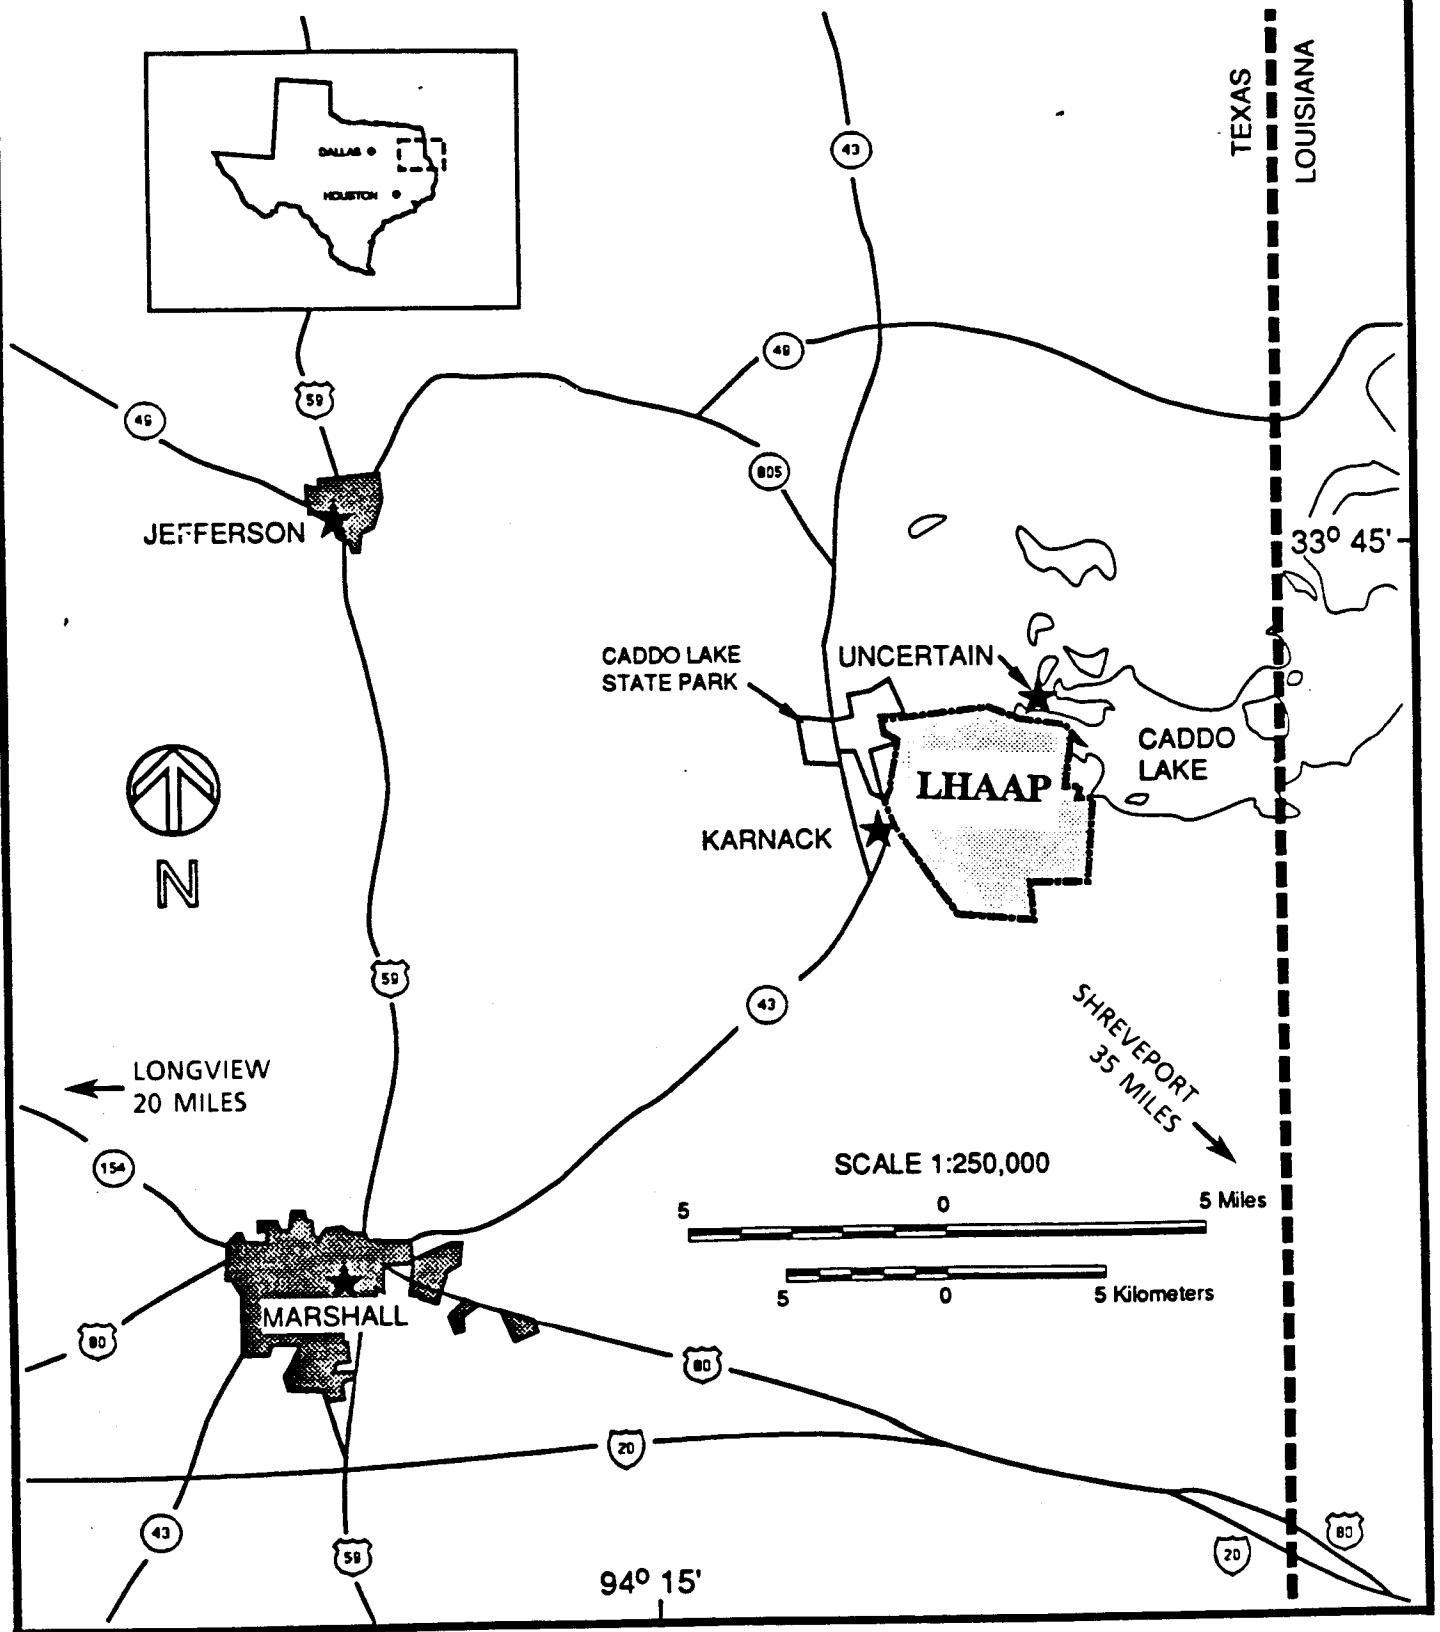 TEXAS
LOUISIANA
DALLAS
HOUSTON
43
49
59
49
805
JEFFERSON
33º 45'
CADDO LAKE
STATE PARK
UNCERTAIN
CADDO
LAKE
LHAAP
KARNACK
N
59
43
SHREVEPORT
35 MILES
LONGVIEW
20 MILES
154
SCALE 1:250,000
5 0 5 Miles
5 0 5 Kilometers
MARSHALL
80
80
20
43
59
80
20
94º 15'